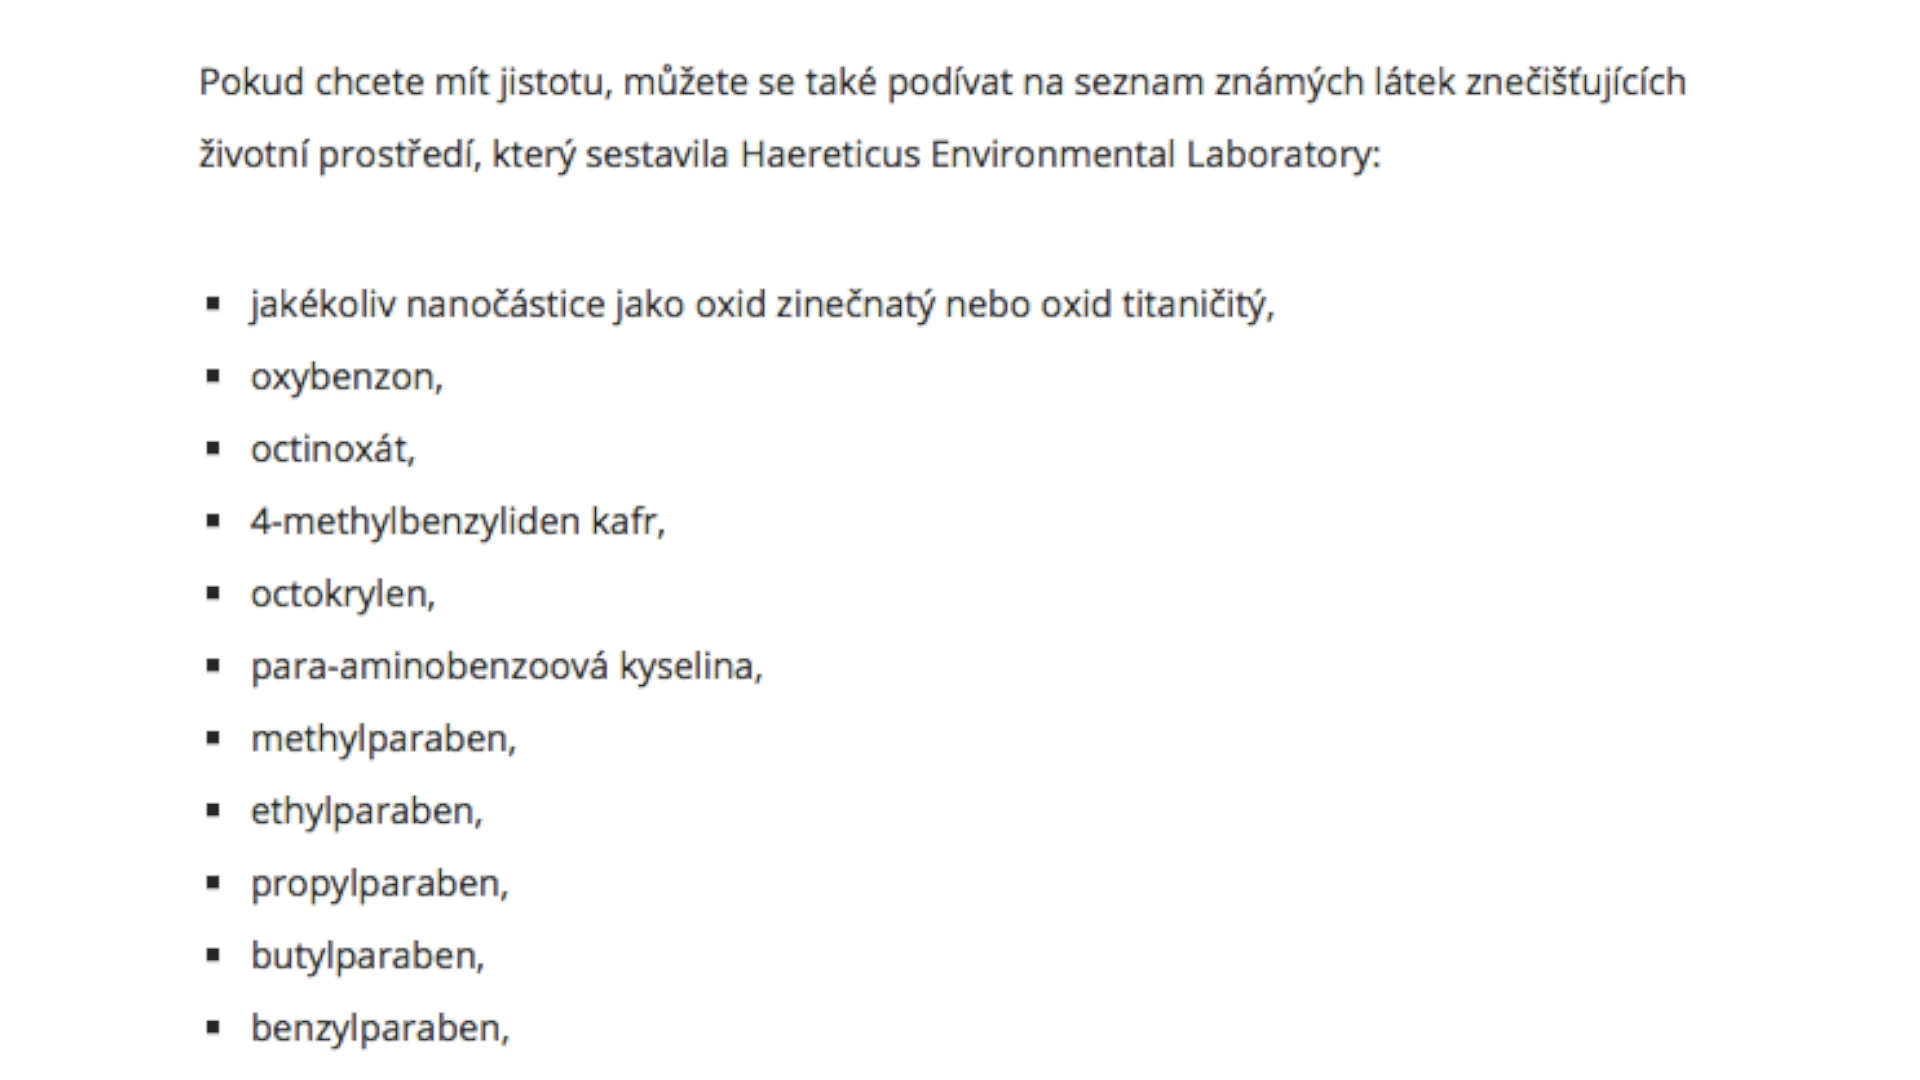 Pokud chcete mít jistotu, můžete se také podívat na seznam známých látek znečišťujících
životní prostředí, který sestavila Haereticus Environmental Laboratory:
▪ jakékoliv nanočástice jako oxid zinečnatý nebo oxid titaničitý,
▪ oxybenzon,
▪ octinoxát,
▪ 4-methylbenzyliden kafr,
▪ octokrylen,
▪ para-aminobenzoová kyselina,
▪ methylparaben,
▪ ethylparaben,
▪ propylparaben,
▪ butylparaben,
▪ benzylparaben,